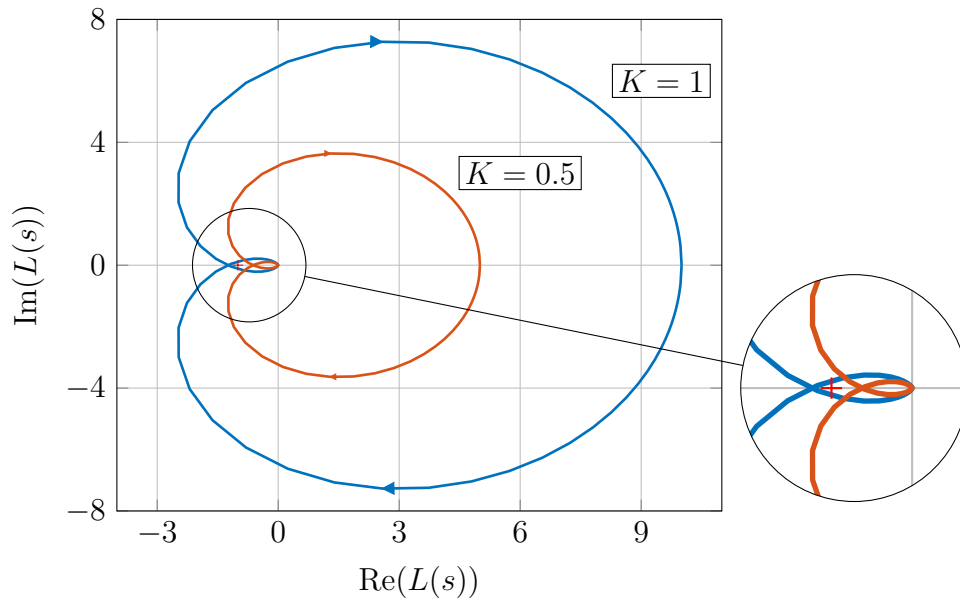 8
K = 1
4
K = 0.5
0
−4
−8
−3
0
3
6
9
Re(L(s))
Im(L(s))